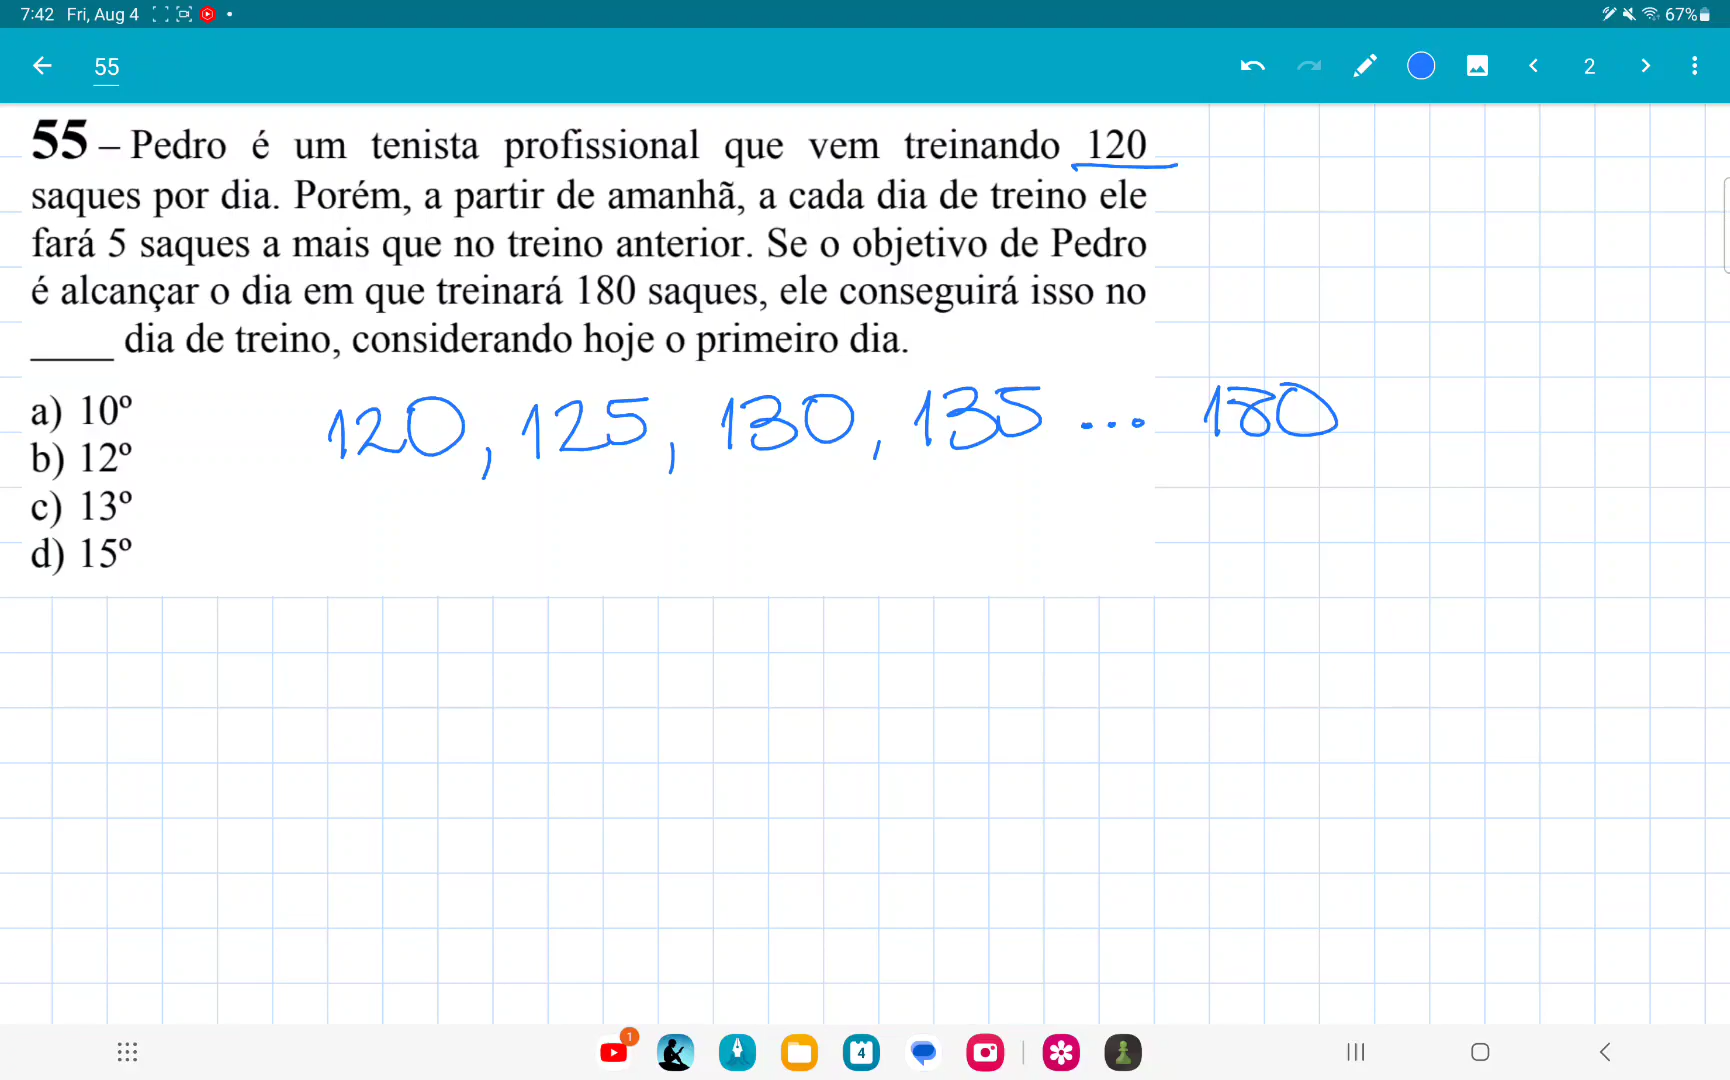 7:42 Fri, Aug 4
67%
55
2
55 – Pedro é um tenista profissional que vem treinando 120
saques por dia. Porém, a partir de amanhã, a cada dia de treino ele
fará 5 saques a mais que no treino anterior. Se o objetivo de Pedro
é alcançar o dia em que treinará 180 saques, ele conseguirá isso no
____ dia de treino, considerando hoje o primeiro dia.
a) 10º
b) 12º
c) 13º
d) 15º
120, 125, 130, 135 ... 180
1
4